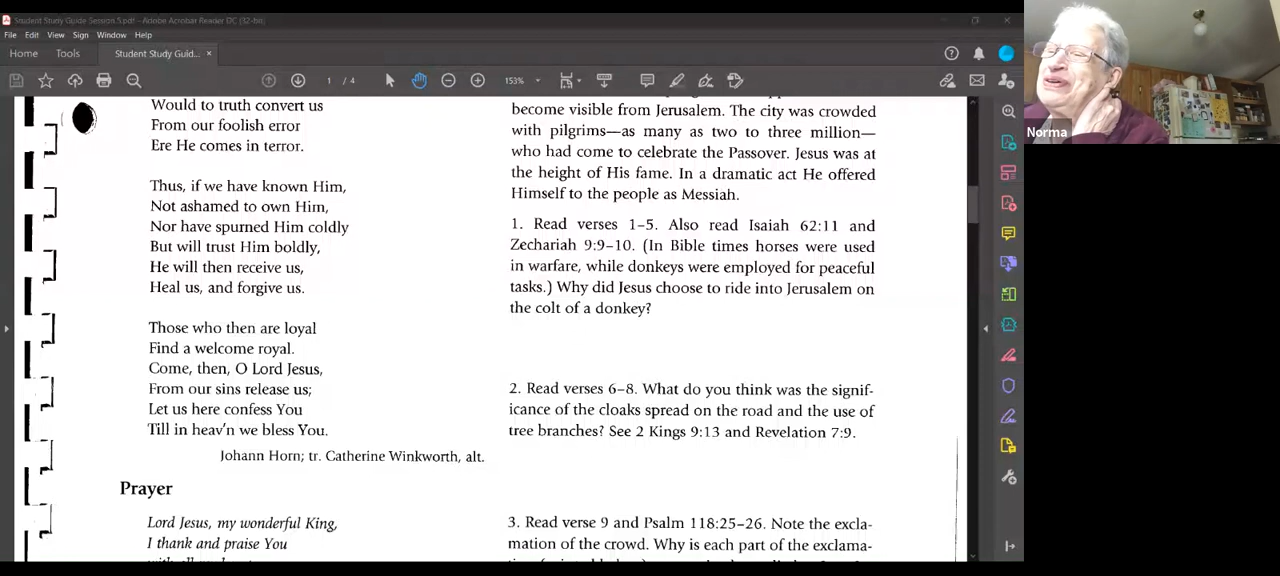 Student Study Guide Session 5.pdf - Adobe Acrobat Reader DC (32-bit)
File Edit View Sign Window Help
Home Tools Student Study Guid... ×
1 / 4 153%
Would to truth convert us
From our foolish error
Ere He comes in terror.
Thus, if we have known Him,
Not ashamed to own Him,
Nor have spurned Him coldly
But will trust Him boldly,
He will then receive us,
Heal us, and forgive us.
Those who then are loyal
Find a welcome royal.
Come, then, O Lord Jesus,
From our sins release us;
Let us here confess You
Till in heav'n we bless You.
Johann Horn; tr. Catherine Winkworth, alt.
Prayer
Lord Jesus, my wonderful King,
I thank and praise You
become visible from Jerusalem. The city was crowded
with pilgrims—as many as two to three million—
who had come to celebrate the Passover. Jesus was at
the height of His fame. In a dramatic act He offered
Himself to the people as Messiah.
1. Read verses 1–5. Also read Isaiah 62:11 and
Zechariah 9:9–10. (In Bible times horses were used
in warfare, while donkeys were employed for peaceful
tasks.) Why did Jesus choose to ride into Jerusalem on
the colt of a donkey?
2. Read verses 6–8. What do you think was the signif-
icance of the cloaks spread on the road and the use of
tree branches? See 2 Kings 9:13 and Revelation 7:9.
3. Read verse 9 and Psalm 118:25–26. Note the excla-
mation of the crowd. Why is each part of the exclama-
Norma